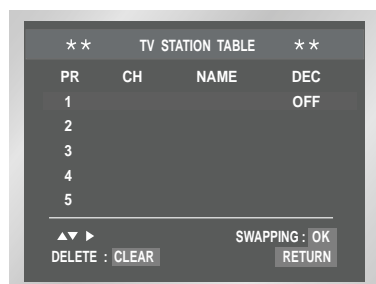 ** TV STATION TABLE **
PR CH NAME DEC
1 OFF
2
3
4
5
▲▼ ▶ SWAPPING : OK
DELETE : CLEAR RETURN